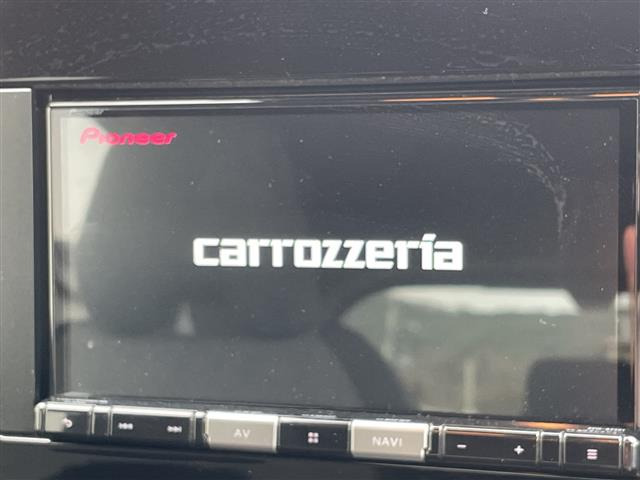 Pioneer
carrozzeria
AV
NAVI
- +